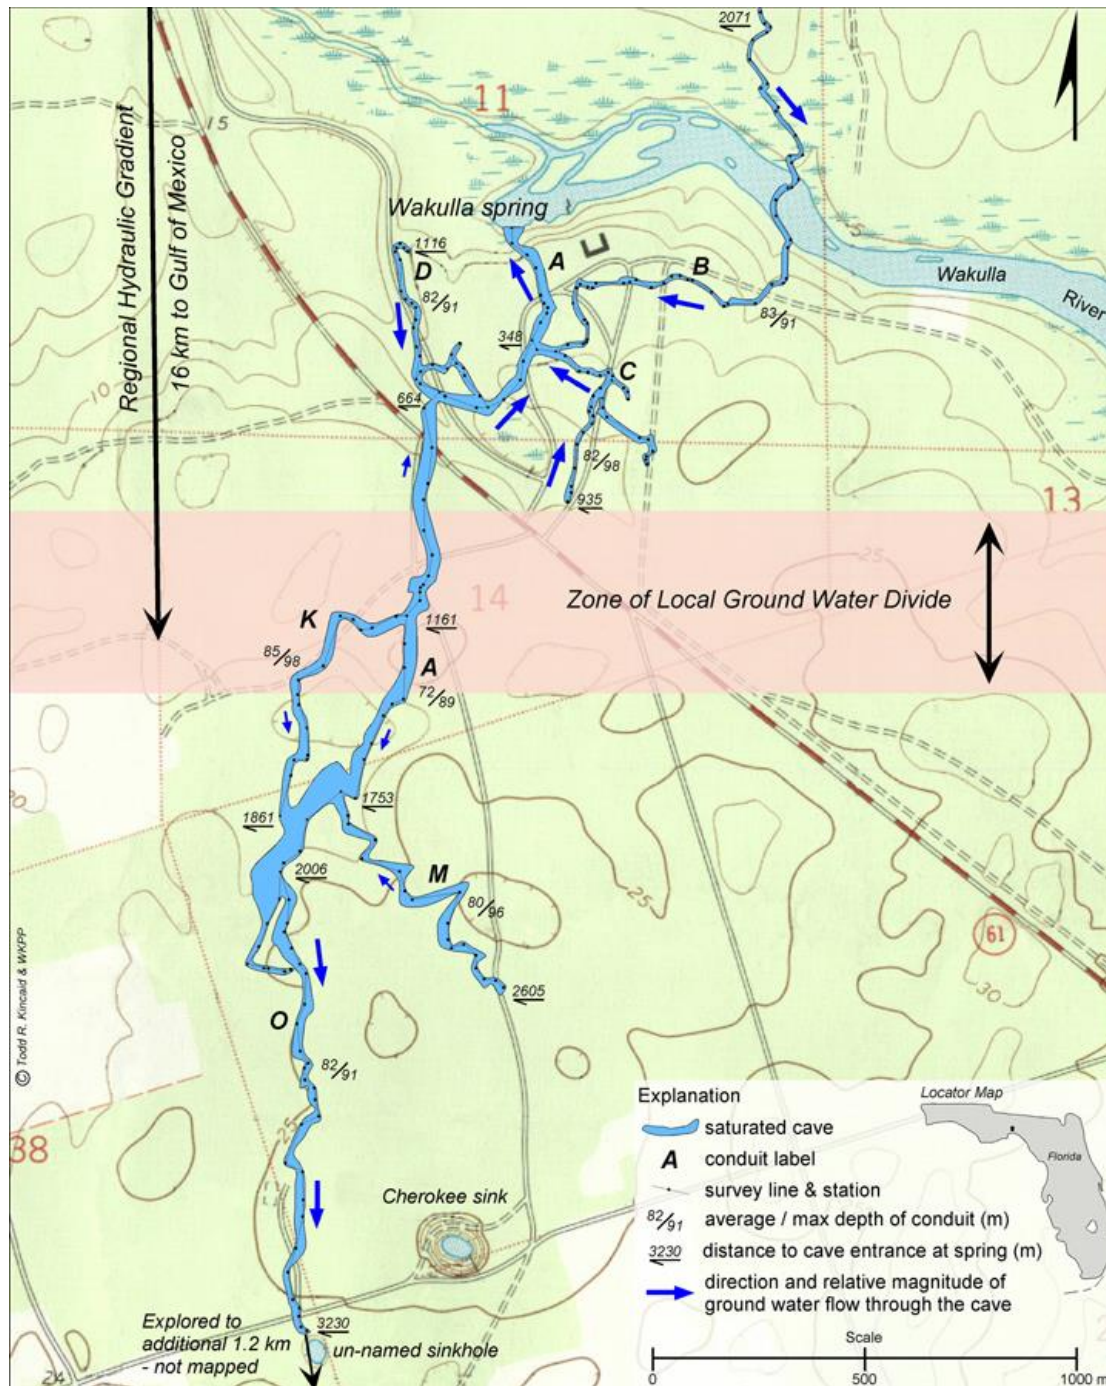 2071
11
15
Regional Hydraulic Gradient
16 km to Gulf of Mexico
Wakulla spring
5
1116
D
A
B
Wakulla
River
82/91
83/91
348
C
10
664
82/98
935
13
25
14
Zone of Local Ground Water Divide
K
1161
85/98
A
72/89
1753
1861
2006
M
80/96
25
61
2605
30
O
82/91
© Todd R. Kincaid & WKPP
38
25
Cherokee sink
Explored to
additional 1.2 km
- not mapped
3230
un-named sinkhole
24
Explanation
saturated cave
A conduit label
survey line & station
82/91 average / max depth of conduit (m)
3230 distance to cave entrance at spring (m)
direction and relative magnitude of
ground water flow through the cave
Locator Map
Florida
Scale
0 500 1000 m